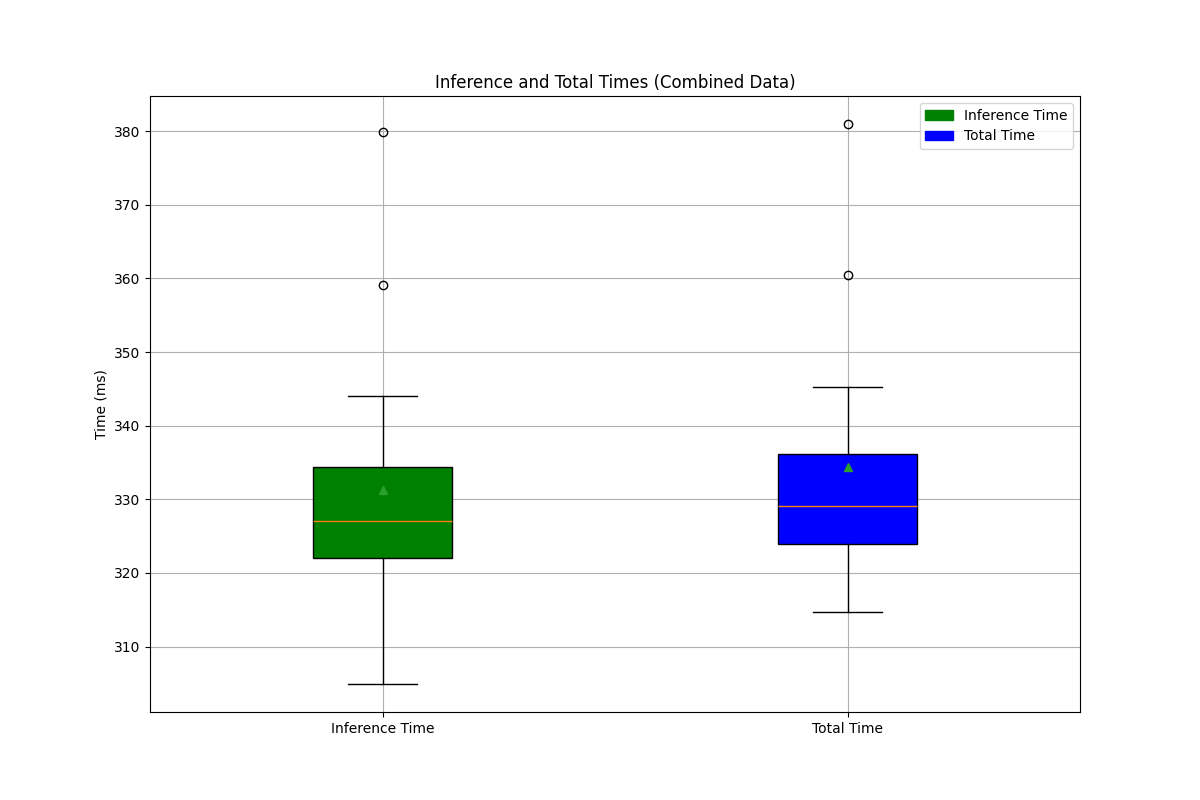 Inference and Total Times (Combined Data)
Inference Time
Total Time
Time (ms)
380
370
360
350
340
330
320
310
Inference Time
Total Time